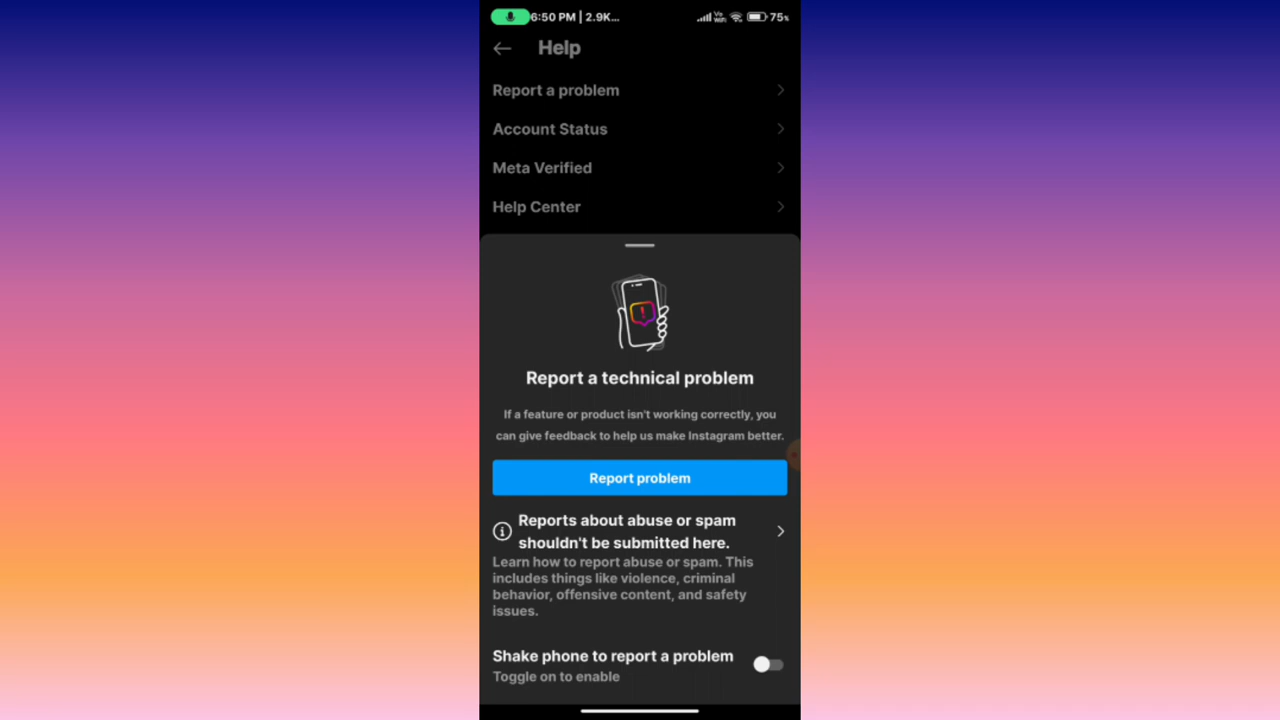 6:50 PM | 2.9K... Vo WiFi 75%
Help
Report a problem
Account Status
Meta Verified
Help Center
Report a technical problem
If a feature or product isn't working correctly, you
can give feedback to help us make Instagram better.
Report problem
Reports about abuse or spam
shouldn't be submitted here.
Learn how to report abuse or spam. This
includes things like violence, criminal
behavior, offensive content, and safety
issues.
Shake phone to report a problem
Toggle on to enable